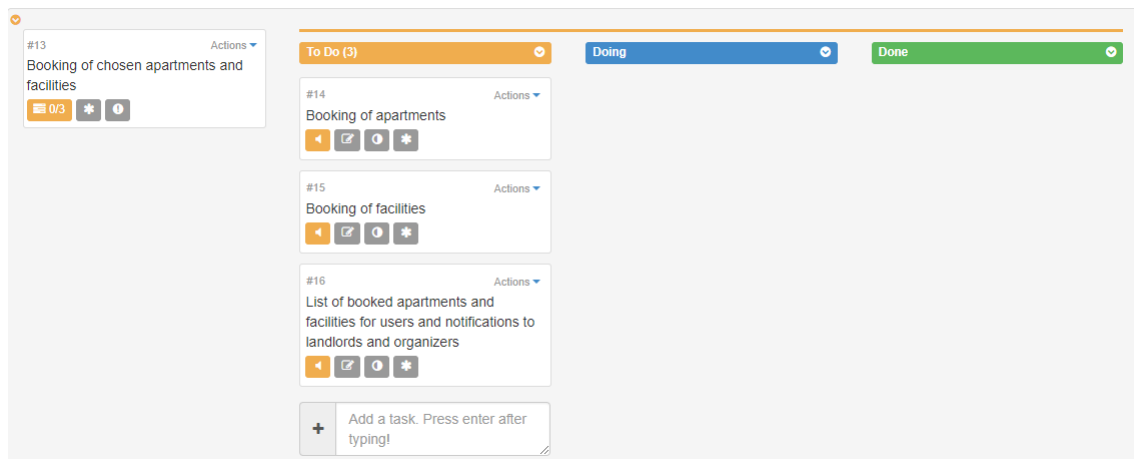 #13 Actions
Booking of chosen apartments and
facilities
0/3
To Do (3)
Doing
Done
#14 Actions
Booking of apartments
#15 Actions
Booking of facilities
#16 Actions
List of booked apartments and
facilities for users and notifications to
landlords and organizers
+ Add a task. Press enter after
typing!